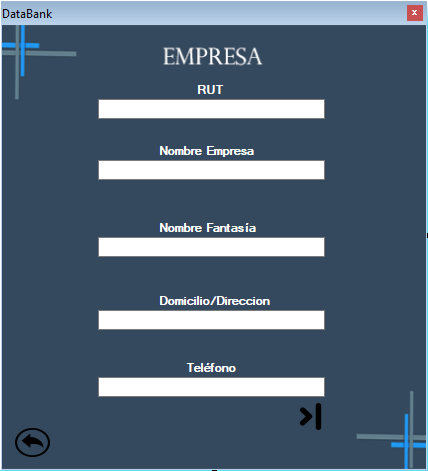 DataBank
EMPRESA
RUT
Nombre Empresa
Nombre Fantasía
Domicilio/Direccion
Teléfono